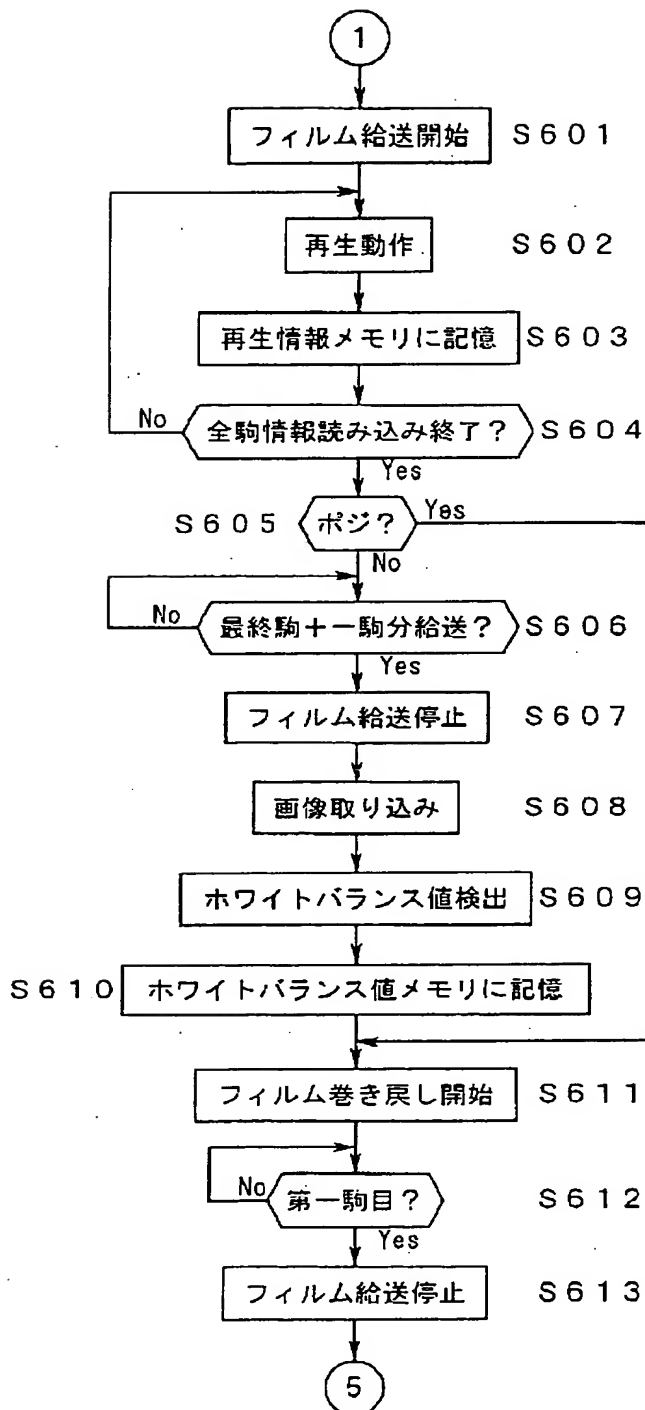 1
フィルム給送開始 S601
再生動作 S602
再生情報メモリに記憶 S603
No 全駒情報読み込み終了? S604
Yes
S605 ポジ? Yes
No
No 最終駒+一駒分給送? S606
Yes
フィルム給送停止 S607
画像取り込み S608
ホワイトバランス値検出 S609
S610 ホワイトバランス値メモリに記憶
フィルム巻き戻し開始 S611
No 第一駒目? S612
Yes
フィルム給送停止 S613
5